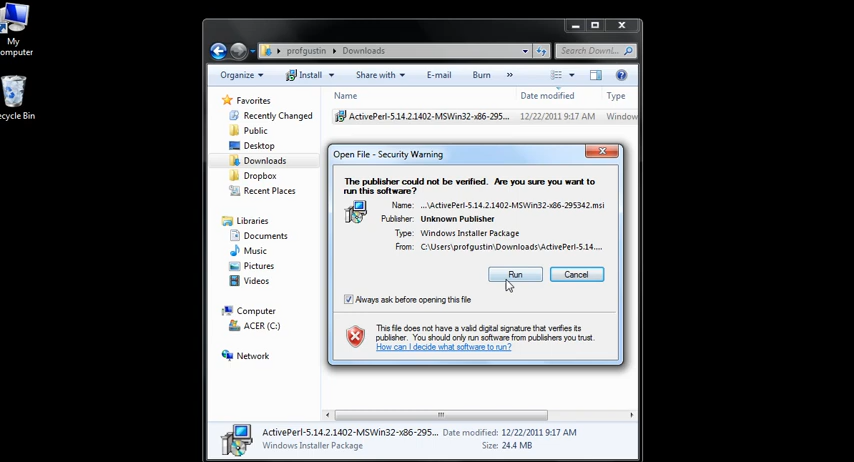 My
omputer
ecycle Bin
profgustin
Downloads
Search Downl...
Organize
Install
Share with
E-mail
Burn
»
Name
Date modified
Type
ActivePerl-5.14.2.1402-MSWin32-x86-295...
12/22/2011 9:17 AM
Window
Favorites
Recently Changed
Public
Desktop
Downloads
Dropbox
Recent Places
Libraries
Documents
Music
Pictures
Videos
Computer
ACER (C:)
Network
Open File - Security Warning
The publisher could not be verified. Are you sure you want to
run this software?
Name: ...\ActivePerl-5.14.2.1402-MSWin32-x86-295342.msi
Publisher: Unknown Publisher
Type: Windows Installer Package
From: C:\Users\profgustin\Downloads\ActivePerl-5.14....
Run
Cancel
Always ask before opening this file
This file does not have a valid digital signature that verifies its
publisher. You should only run software from publishers you trust.
How can I decide what software to run?
ActivePerl-5.14.2.1402-MSWin32-x86-295... Date modified: 12/22/2011 9:17 AM
Windows Installer Package Size: 24.4 MB